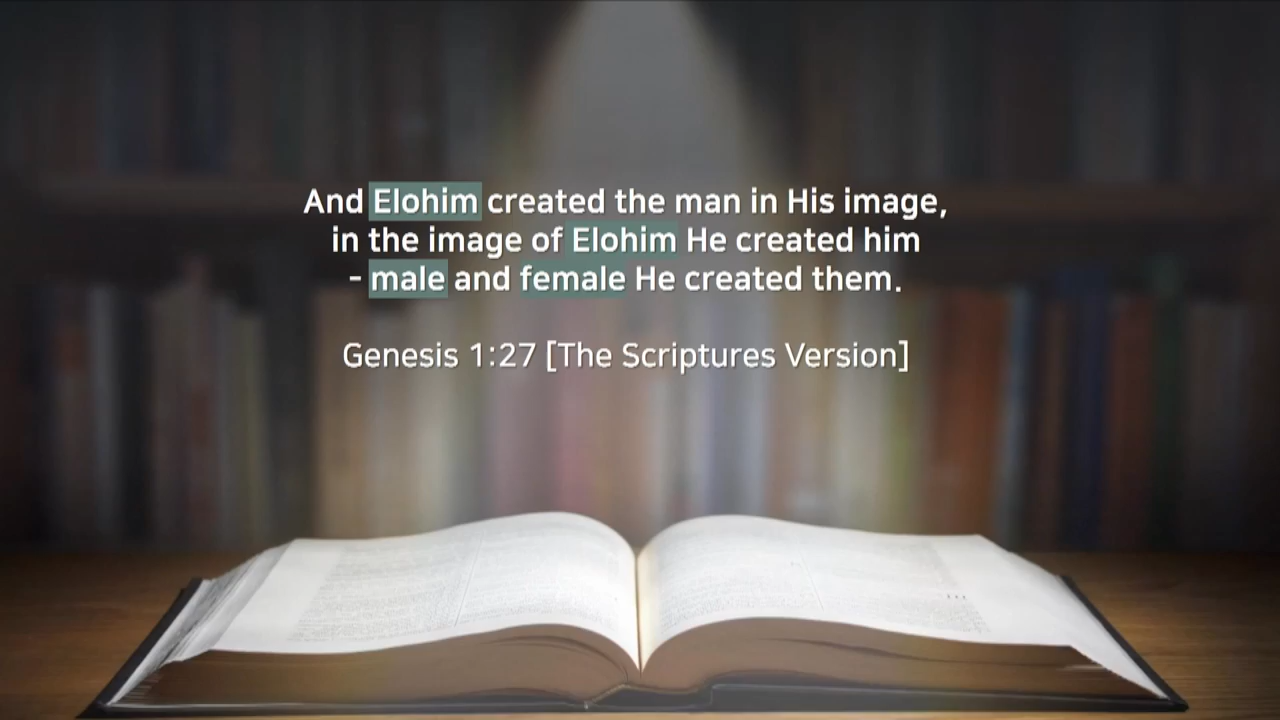 And Elohim created the man in His image,
in the image of Elohim He created him
- male and female He created them.
Genesis 1:27 [The Scriptures Version]